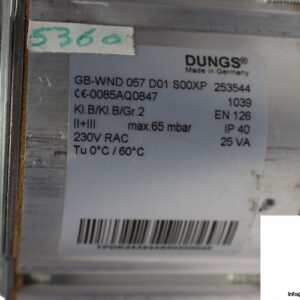 5360
DUNGS®
Made in Germany
GB-WND 057 D01 S00XP 253544
CE-0085AQ0847 1039
Kl.B/Kl.B/Gr.2 EN 126
II+III max.65 mbar IP 40
230V RAC 25 VA
Tu 0°C / 60°C